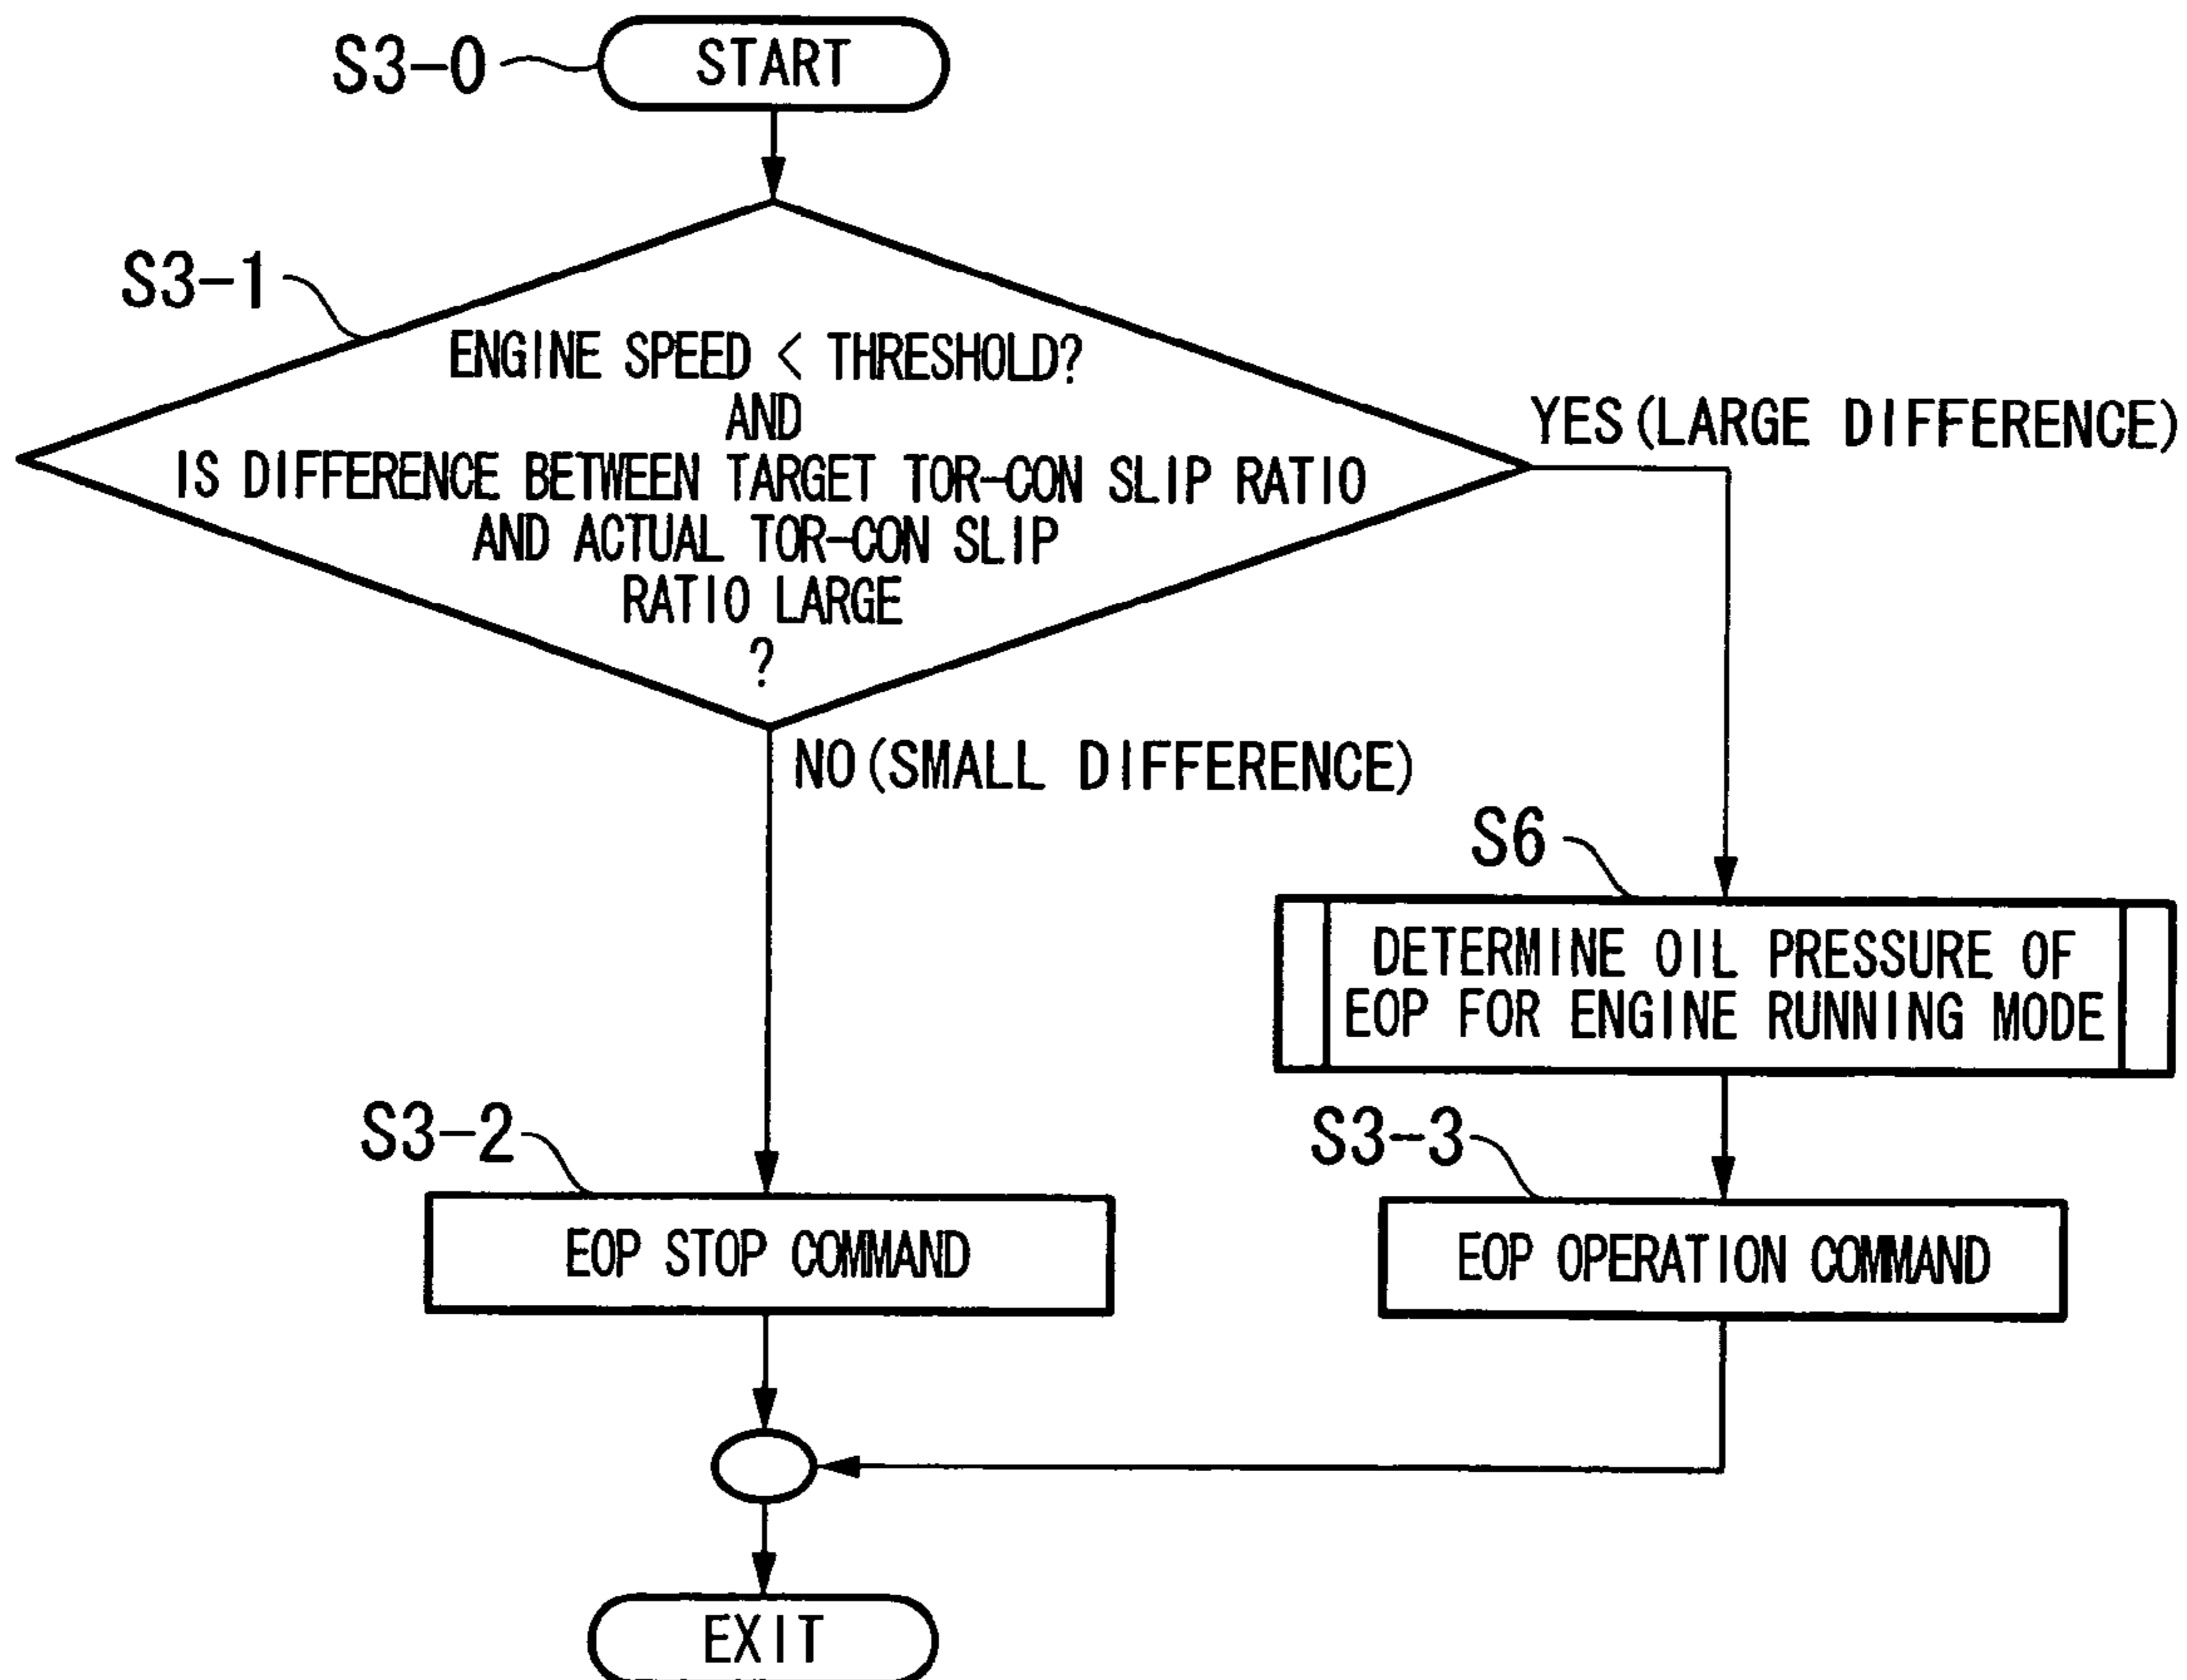 S3-0
START
S3-1
ENGINE SPEED < THRESHOLD?
AND
IS DIFFERENCE BETWEEN TARGET TOR-CON SLIP RATIO
AND ACTUAL TOR-CON SLIP
RATIO LARGE
?
YES(LARGE DIFFERENCE)
NO(SMALL DIFFERENCE)
S6
DETERMINE OIL PRESSURE OF
EOP FOR ENGINE RUNNING MODE
S3-2
EOP STOP COMMAND
S3-3
EOP OPERATION COMMAND
EXIT